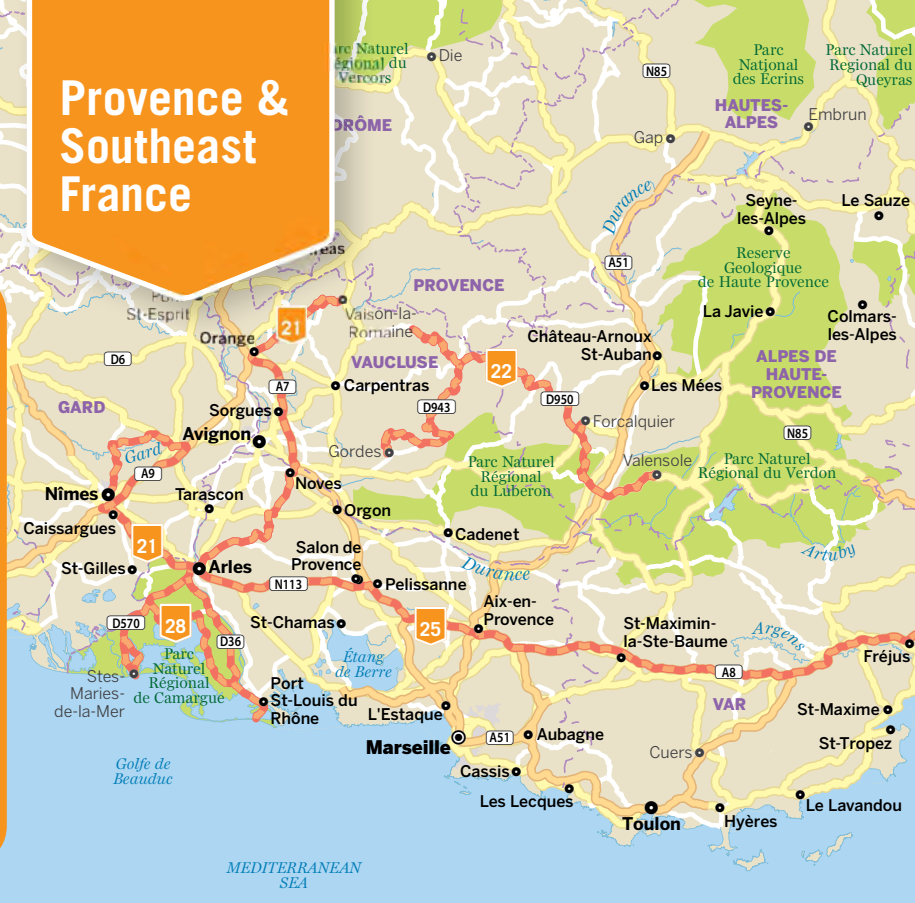 Provence &
Southeast
France
Parc Naturel
Régional du
Vercors
Die
N85
Parc
National
des Écrins
Parc Naturel
Regional du
Queyras
DRÔME
HAUTES-
ALPES
Embrun
Gap
Durance
Seyne-
les-Alpes
Le Sauze
A51
Reserve
Geologique
de Haute Provence
PROVENCE
St-Esprit
21
Vaison-la-
Romaine
La Javie
Colmars-
les-Alpes
Orange
Château-Arnoux
St-Auban
D6
VAUCLUSE
22
ALPES DE
HAUTE-
PROVENCE
A7
Carpentras
Les Mées
GARD
Sorgues
D943
D950
Forcalquier
N85
Avignon
Gard
Gordes
Valensole
A9
Parc Naturel
Régional
du Luberon
Parc Naturel
Régional du Verdon
Nîmes
Tarascon
Noves
Caissargues
Orgon
21
Cadenet
Artuby
St-Gilles
Arles
Salon de
Provence
Durance
N113
Pelissanne
Aix-en-
Provence
D570
28
D36
St-Chamas
25
St-Maximin-
la-Ste-Baume
Argens
Fréjus
Stes-
Maries-
de-la-Mer
Parc
Naturel
Régional
de Camargue
Étang
de Berre
A8
Port
St-Louis du
Rhône
L'Estaque
VAR
St-Maxime
Marseille
A51
Aubagne
Cuers
St-Tropez
Golfe de
Beauduc
Cassis
Les Lecques
Le Lavandou
Toulon
Hyères
MEDITERRANEAN
SEA